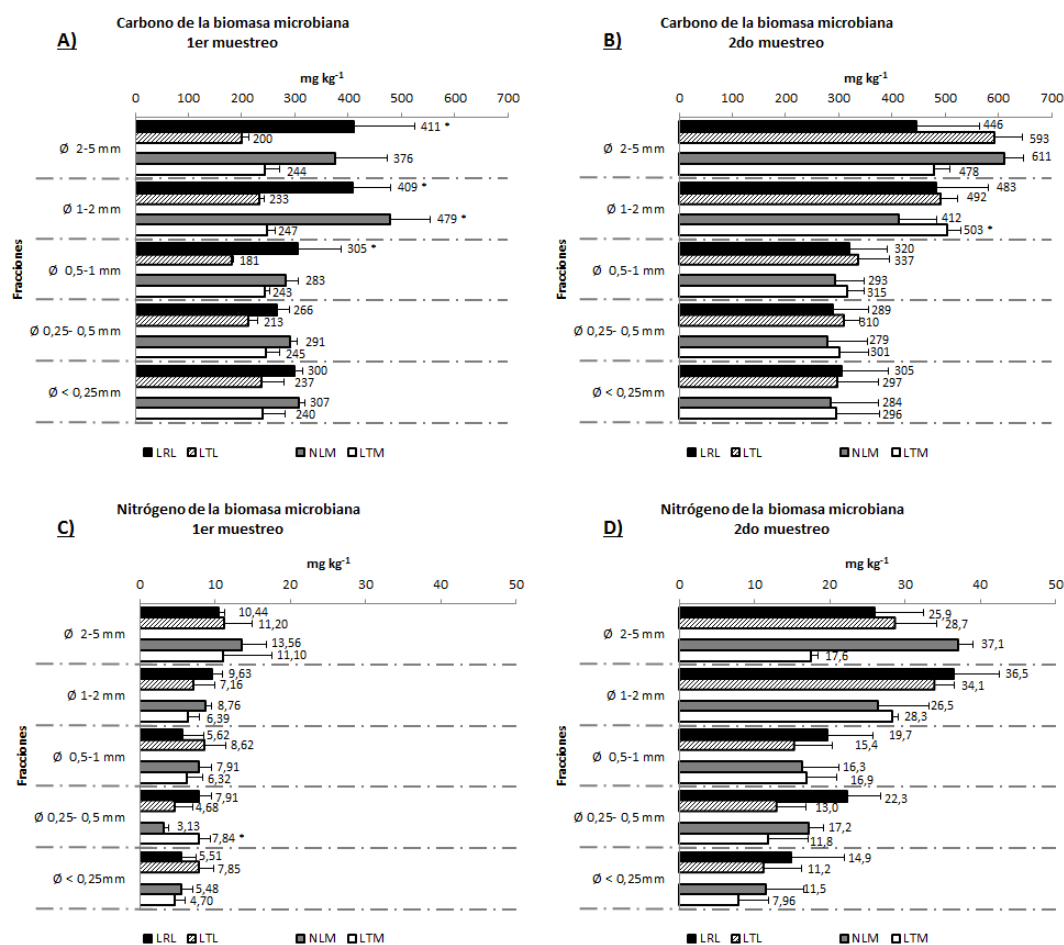 Carbono de la biomasa microbiana
A)
1er muestreo
mg kg-1
0 100 200 300 400 500 600 700
Fracciones
Ø 2-5 mm
411 *
200
376
244
Ø 1-2 mm
409 *
233
479 *
247
Ø 0,5-1 mm
305 *
181
283
243
Ø 0,25- 0,5 mm
266
213
291
245
Ø < 0,25mm
300
237
307
240
LRL LTL NLM LTM
Carbono de la biomasa microbiana
B)
2do muestreo
mg kg-1
0 100 200 300 400 500 600 700
Fracciones
Ø 2-5 mm
446
593
611
478
Ø 1-2 mm
483
492
412
503 *
Ø 0,5-1 mm
320
337
293
315
Ø 0,25- 0,5 mm
289
310
279
301
Ø < 0,25mm
305
297
284
296
LRL LTL NLM LTM
Nitrógeno de la biomasa microbiana
C)
1er muestreo
mg kg-1
0 10 20 30 40 50
Fracciones
Ø 2-5 mm
10,44
11,20
13,56
11,10
Ø 1-2 mm
9,63
7,16
8,76
6,39
Ø 0,5-1 mm
5,62
8,62
7,91
6,32
Ø 0,25- 0,5 mm
7,91
4,68
3,13
7,84 *
Ø < 0,25mm
5,51
7,85
5,48
4,70
LRL LTL NLM LTM
Nitrógeno de la biomasa microbiana
D)
2do muestreo
mg kg-1
0 10 20 30 40 50
Fracciones
Ø 2-5 mm
25,9
28,7
37,1
17,6
Ø 1-2 mm
36,5
34,1
26,5
28,3
Ø 0,5-1 mm
19,7
15,4
16,3
16,9
Ø 0,25- 0,5 mm
22,3
13,0
17,2
11,8
Ø < 0,25mm
14,9
11,2
11,5
7,96
LRL LTL NLM LTM